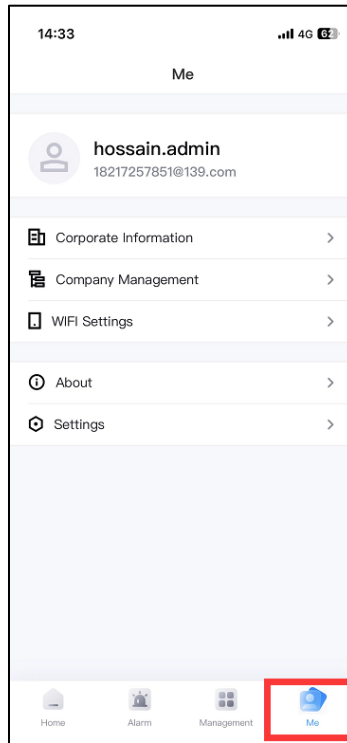 14:33
4G 62
Me
hossain.admin
18217257851@139.com
Corporate Information
Company Management
WIFI Settings
About
Settings
Home Alarm Management Me